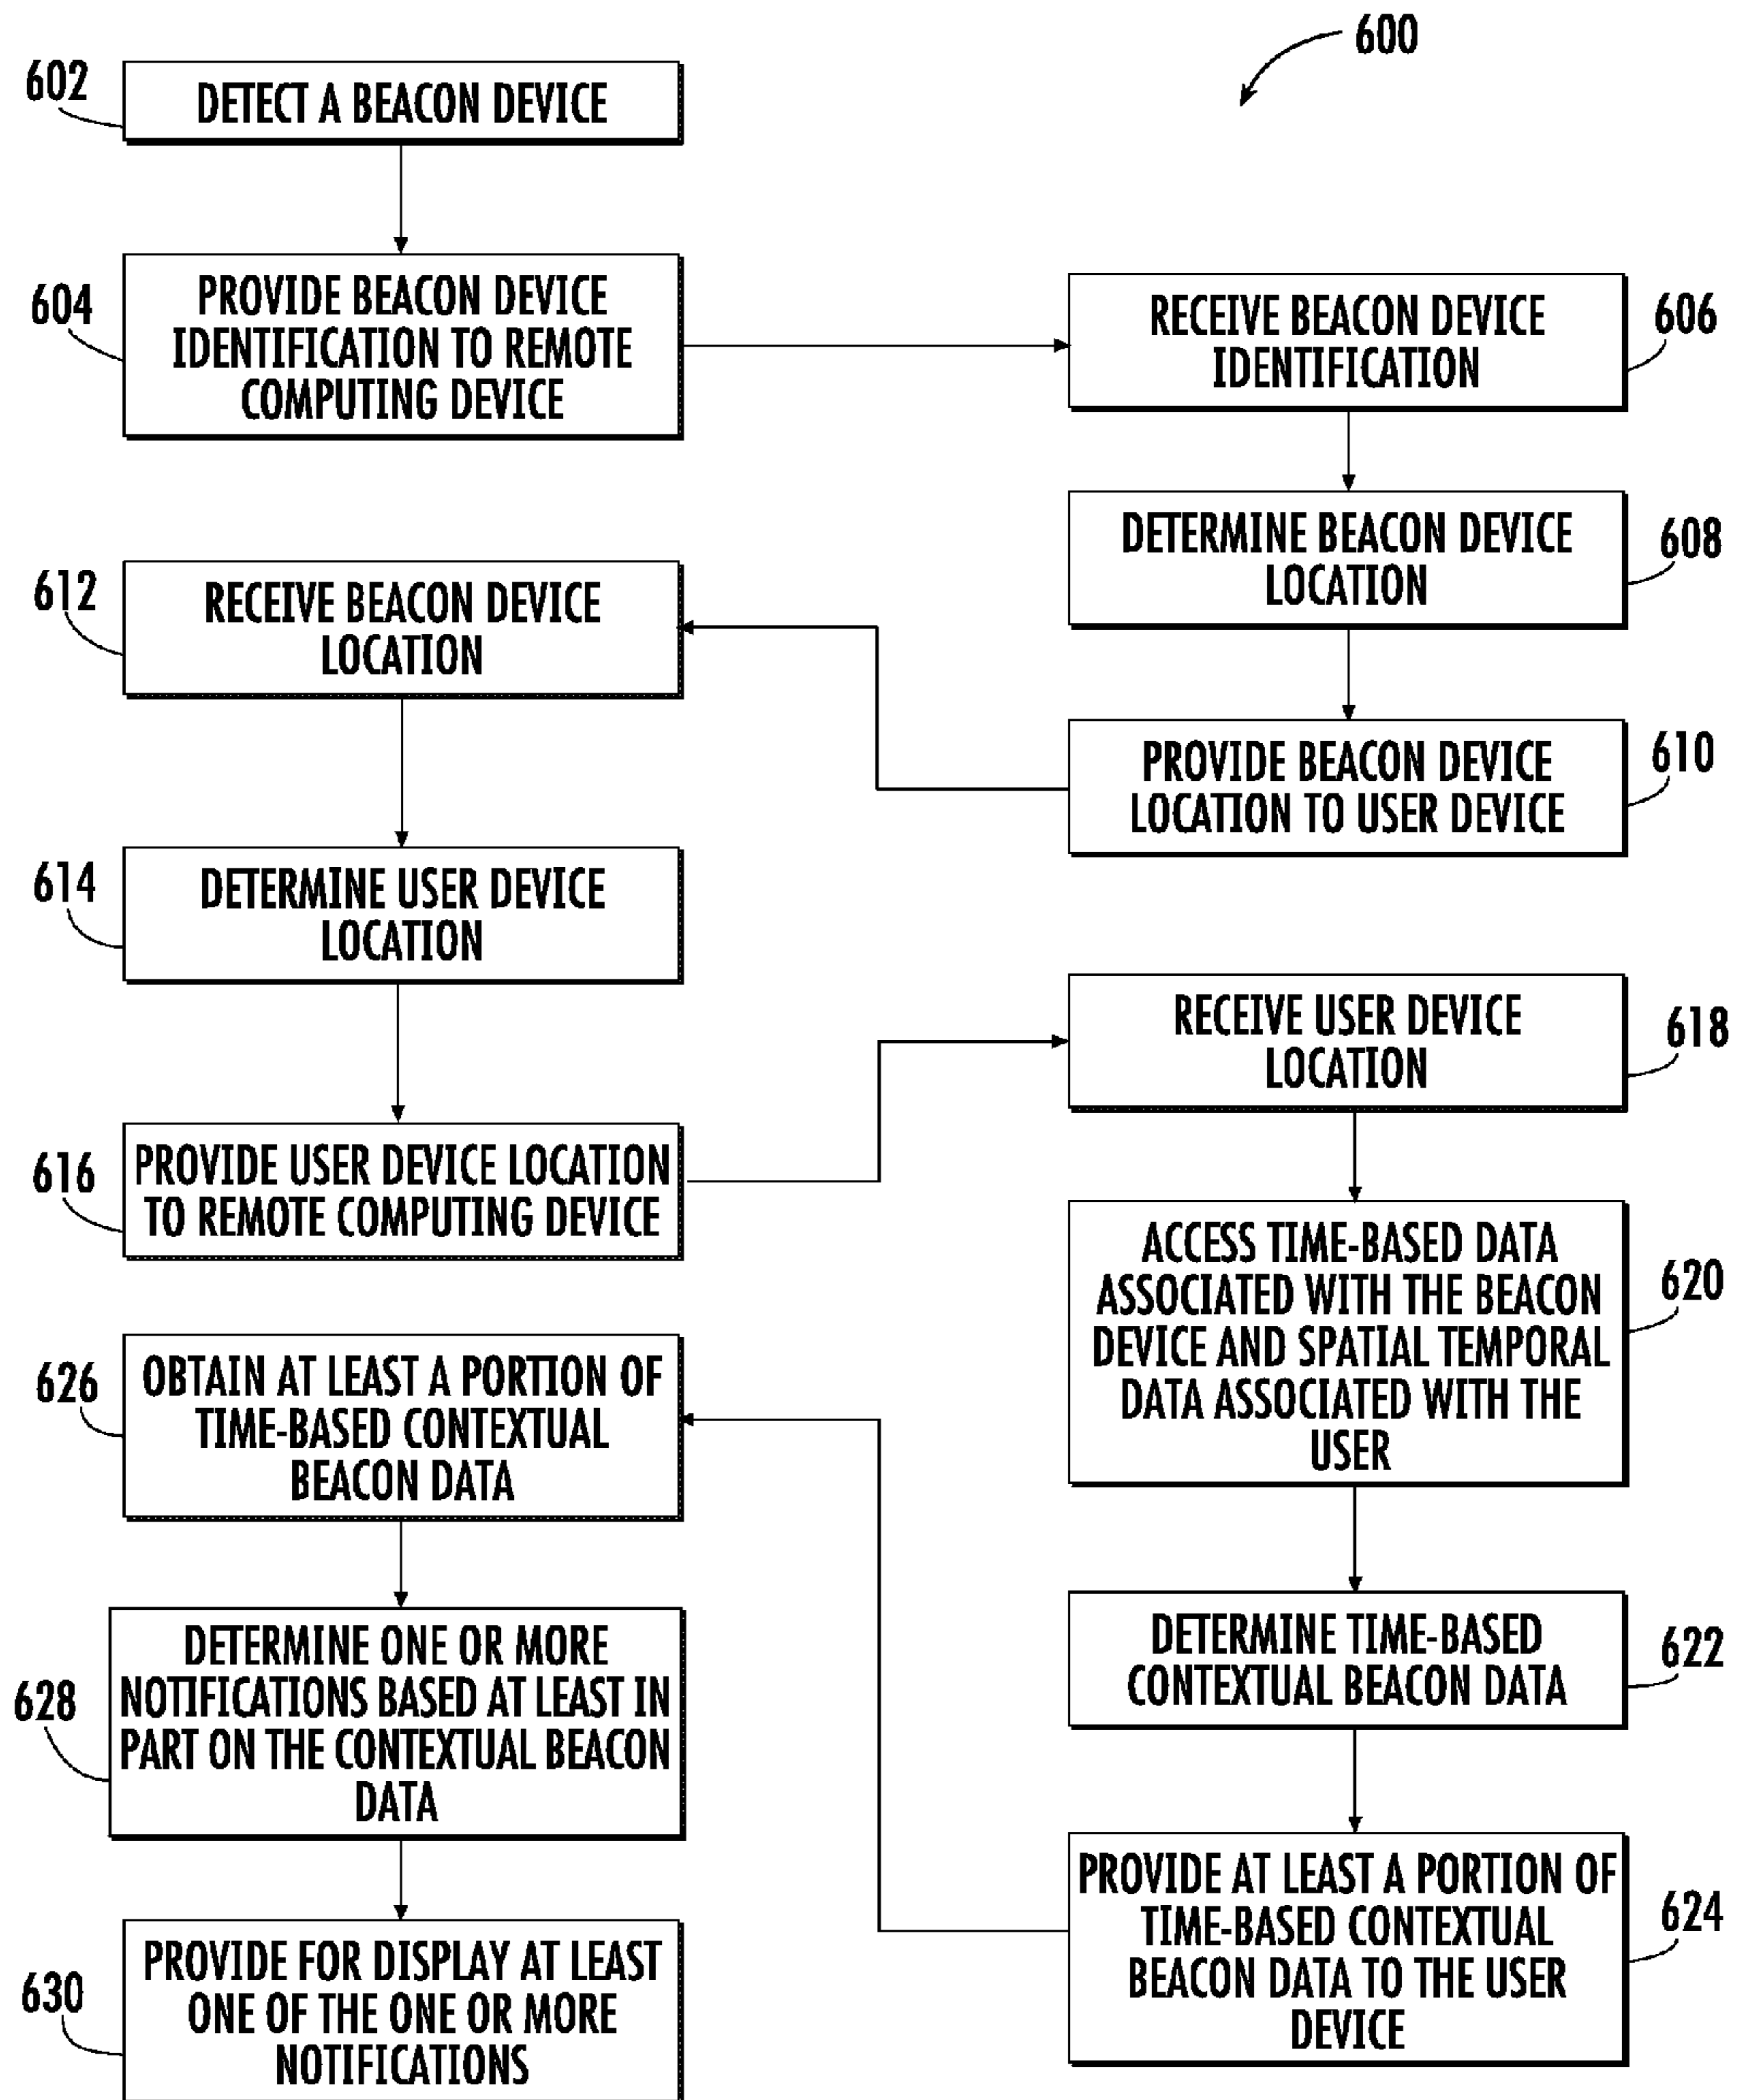 600
602
DETECT A BEACON DEVICE
604
PROVIDE BEACON DEVICE
IDENTIFICATION TO REMOTE
COMPUTING DEVICE
RECEIVE BEACON DEVICE
IDENTIFICATION
606
DETERMINE BEACON DEVICE
LOCATION
608
612
RECEIVE BEACON DEVICE
LOCATION
PROVIDE BEACON DEVICE
LOCATION TO USER DEVICE
610
614
DETERMINE USER DEVICE
LOCATION
RECEIVE USER DEVICE
LOCATION
618
616
PROVIDE USER DEVICE LOCATION
TO REMOTE COMPUTING DEVICE
ACCESS TIME-BASED DATA
ASSOCIATED WITH THE BEACON
DEVICE AND SPATIAL TEMPORAL
DATA ASSOCIATED WITH THE
USER
620
626
OBTAIN AT LEAST A PORTION OF
TIME-BASED CONTEXTUAL
BEACON DATA
DETERMINE TIME-BASED
CONTEXTUAL BEACON DATA
622
628
DETERMINE ONE OR MORE
NOTIFICATIONS BASED AT LEAST IN
PART ON THE CONTEXTUAL BEACON
DATA
PROVIDE AT LEAST A PORTION OF
TIME-BASED CONTEXTUAL
BEACON DATA TO THE USER
DEVICE
624
630
PROVIDE FOR DISPLAY AT LEAST
ONE OF THE ONE OR MORE
NOTIFICATIONS